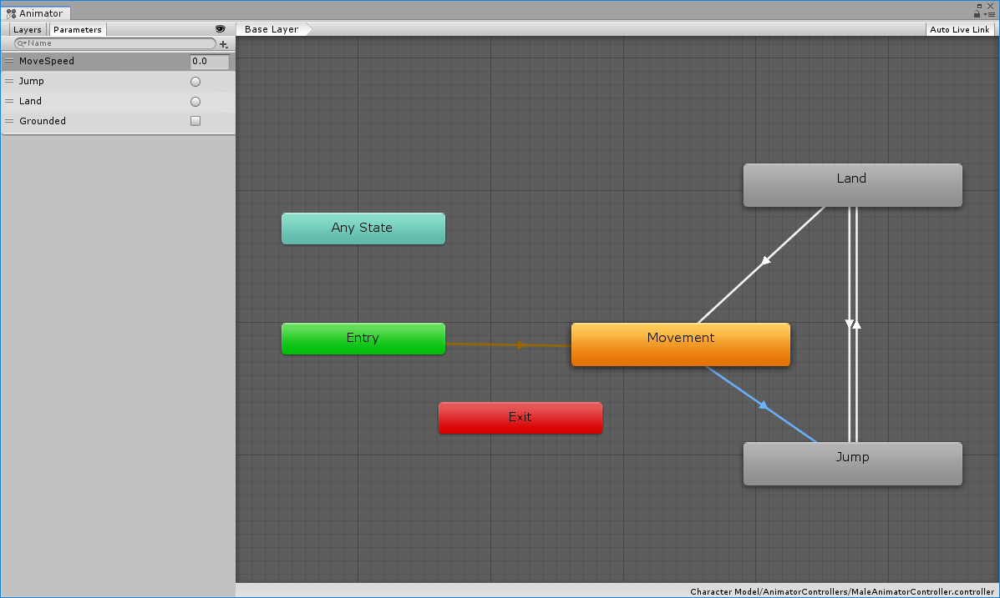 Animator
Layers
Parameters
Base Layer
Auto Live Link
Name
MoveSpeed
0.0
Jump
Land
Grounded
Land
Any State
Entry
Movement
Exit
Jump
Character Model/AnimatorControllers/MaleAnimatorController.controller